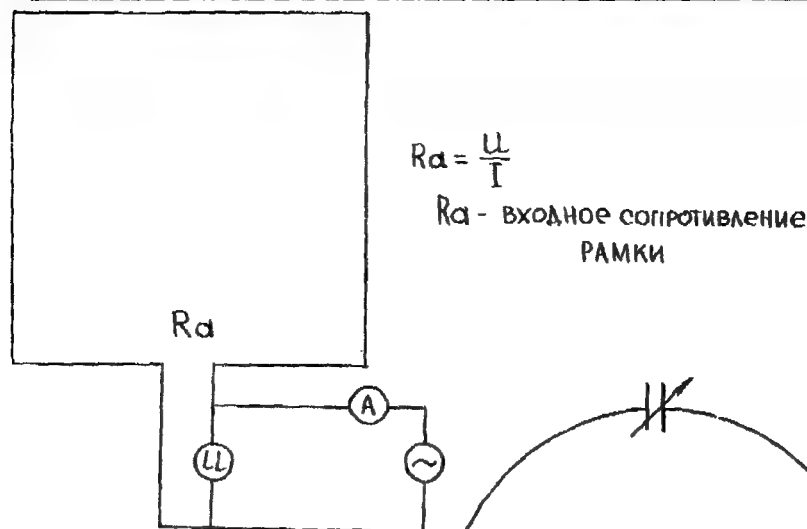 Ra = U/I
Ra - входное сопротивление
РАМКИ
Ra
A
U
~